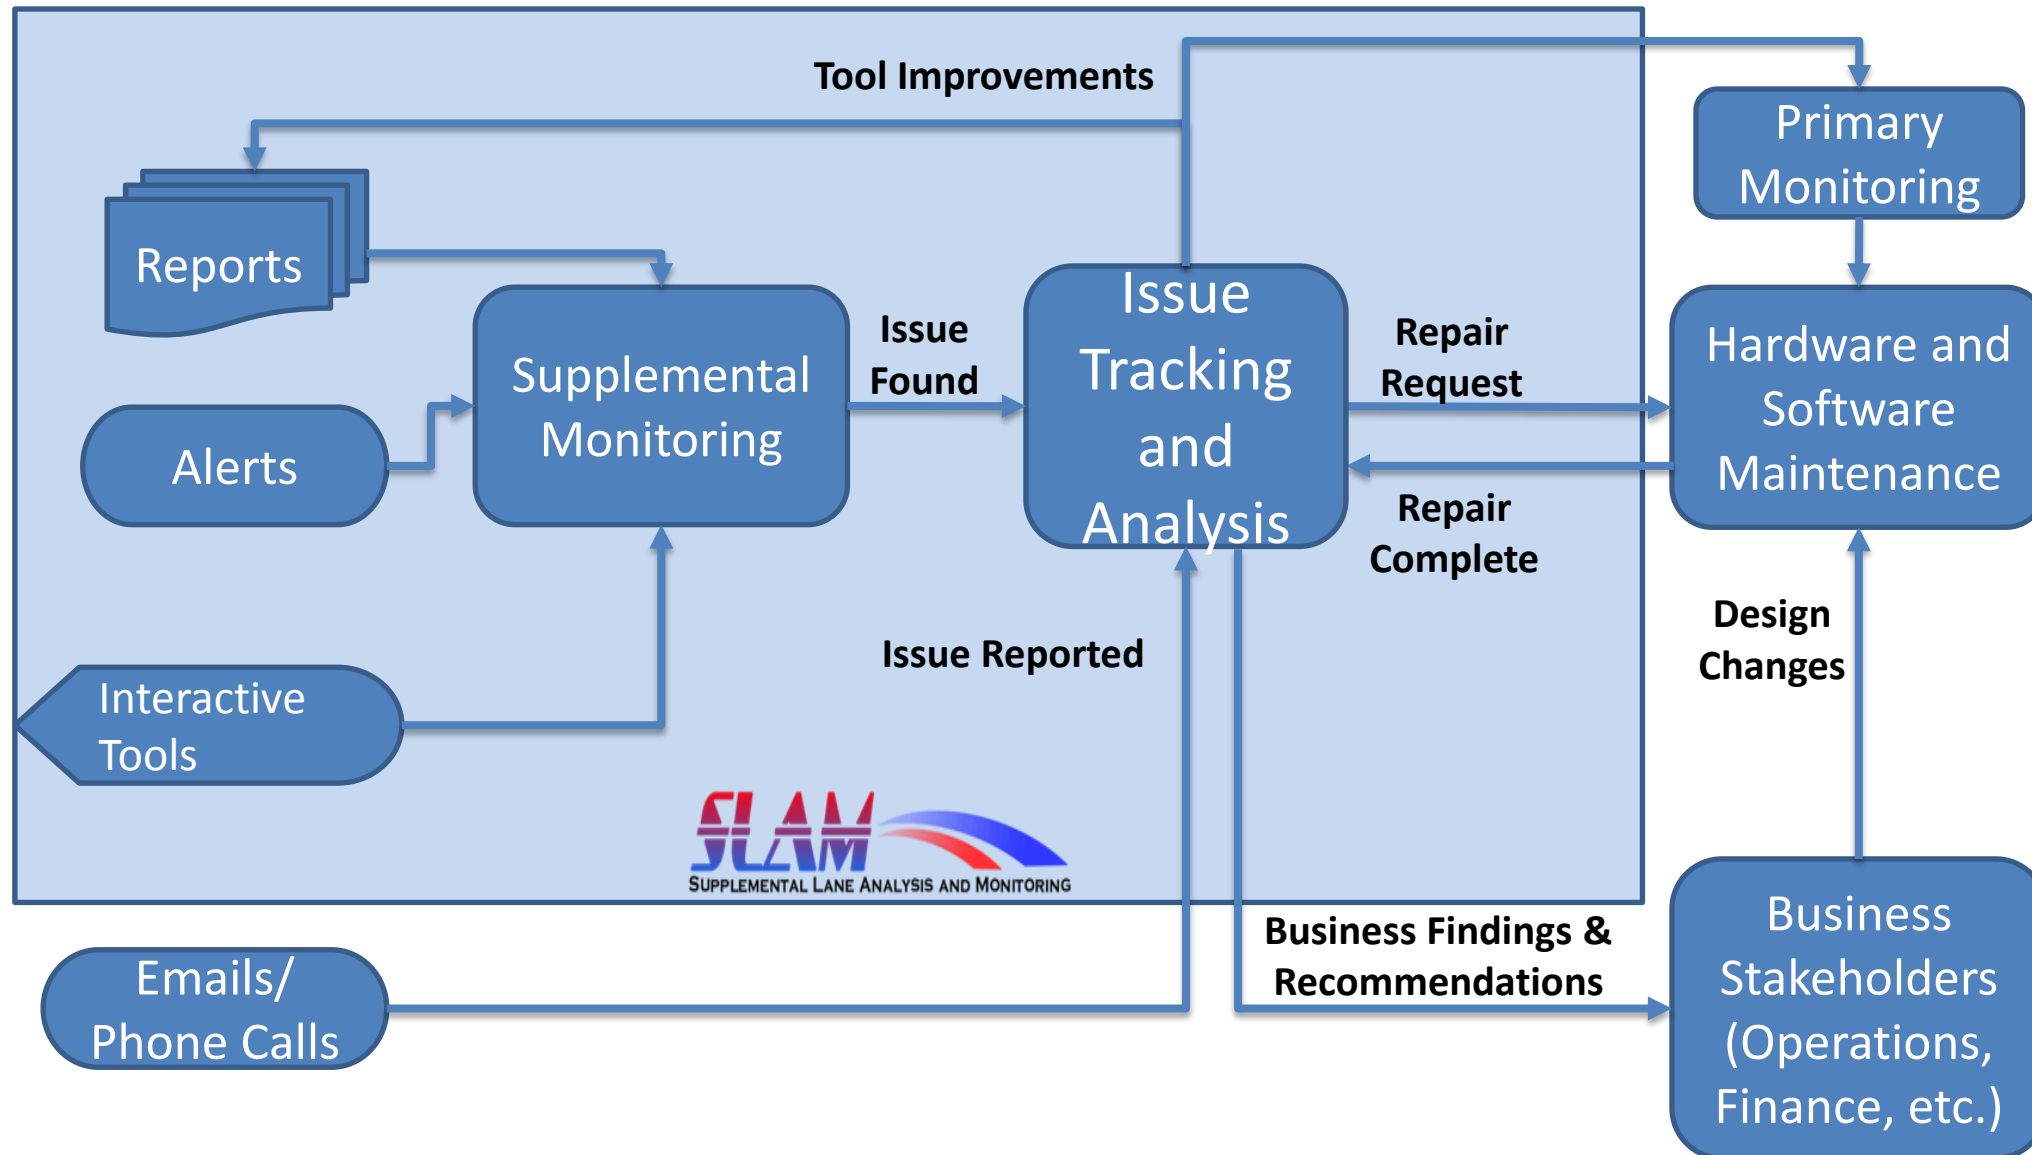 Tool Improvements
Primary
Monitoring
Reports
Supplemental
Monitoring
Issue
Found
Issue
Tracking
and
Analysis
Repair
Request
Hardware and
Software
Maintenance
Alerts
Repair
Complete
Interactive
Tools
Issue Reported
Design
Changes
SLAM
SUPPLEMENTAL LANE ANALYSIS AND MONITORING
Emails/
Phone Calls
Business Findings &
Recommendations
Business
Stakeholders
(Operations,
Finance, etc.)